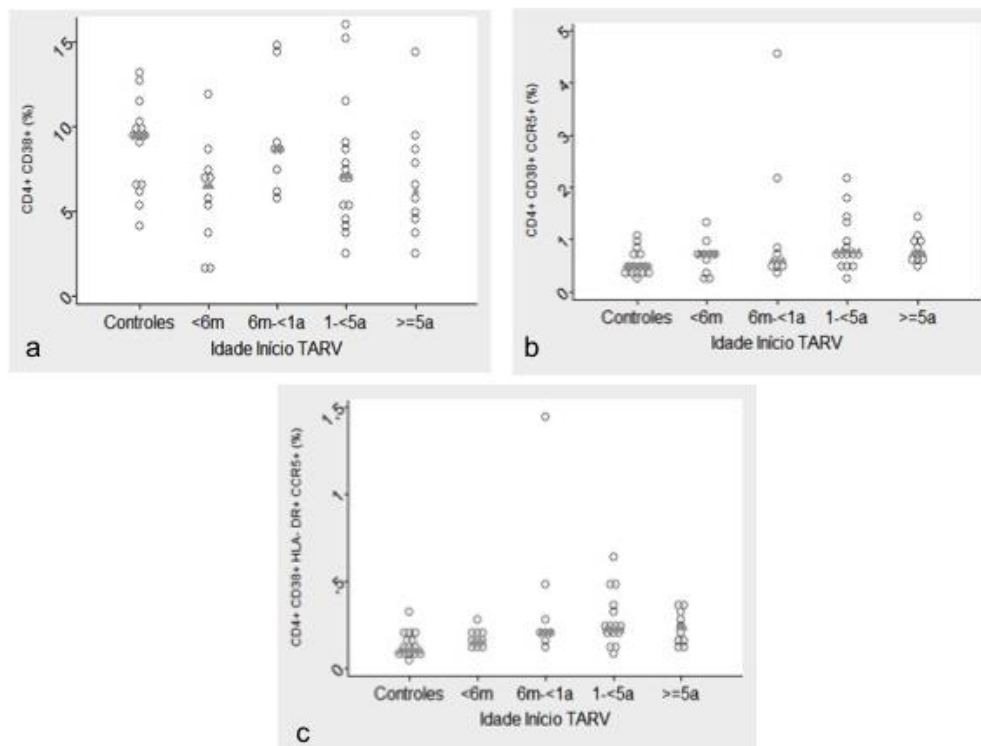 CD4+ CD38+ (%)
15
10
5
0
Controles <6m 6m-<1a 1-<5a >=5a
Idade Início TARV
a
CD4+ CD38+ CCR5+ (%)
5
4
3
2
1
0
Controles <6m 6m-<1a 1-<5a >=5a
Idade Início TARV
b
CD4+ CD38+ HLA- DR+ CCR5+ (%)
1.5
1
.5
0
Controles <6m 6m-<1a 1-<5a >=5a
Idade Início TARV
c